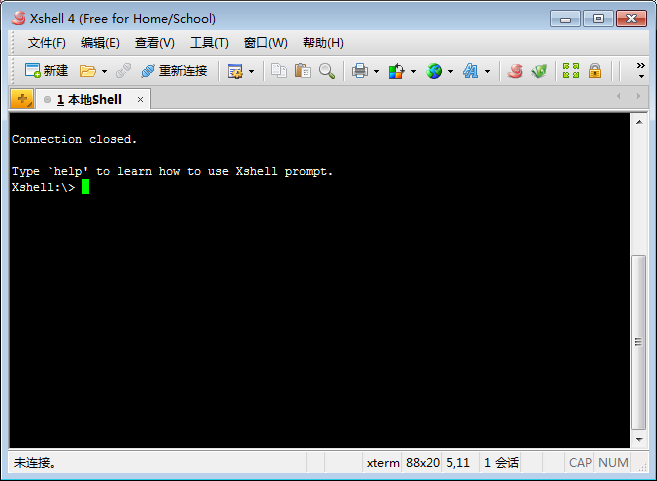 Xshell 4 (Free for Home/School)
文件(F) 编辑(E) 查看(V) 工具(T) 窗口(W) 帮助(H)
新建 重新连接
1 本地Shell
Connection closed.
Type `help' to learn how to use Xshell prompt.
Xshell:\>
未连接。 xterm 88x20 5,11 1 会话 CAP NUM